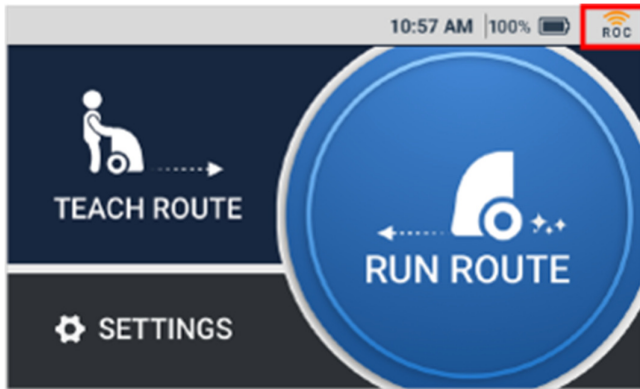 10:57 AM 100%
ROC
TEACH ROUTE
RUN ROUTE
SETTINGS